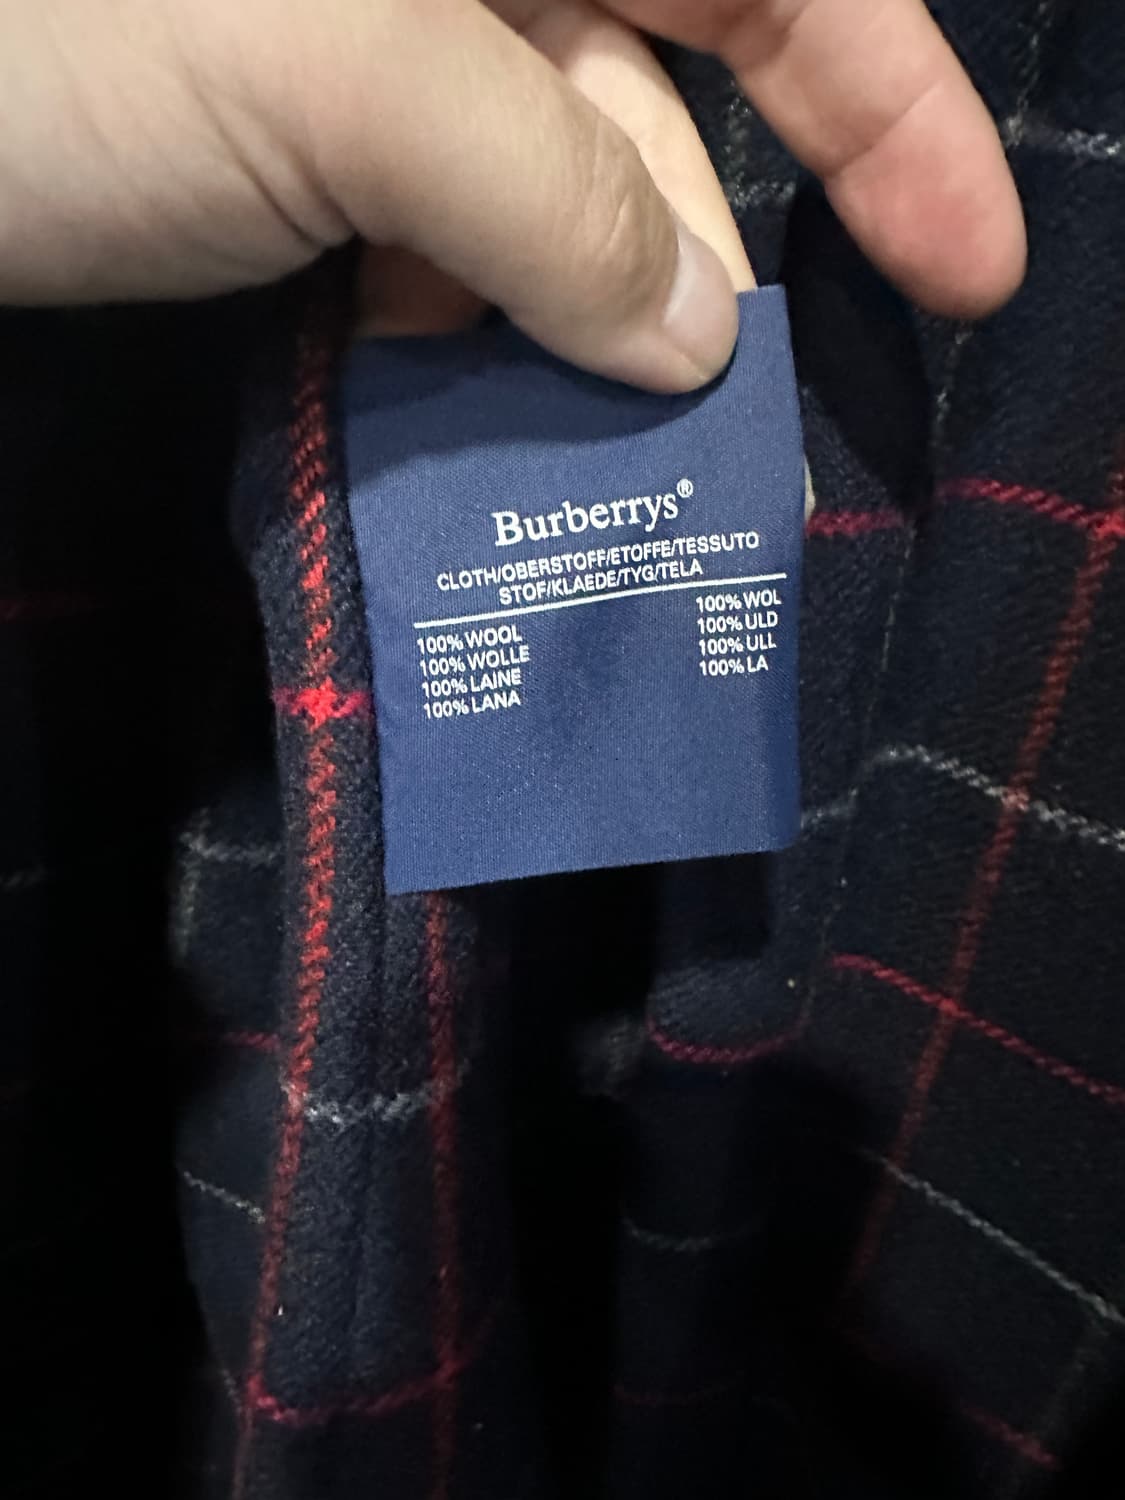 Burberrys®
CLOTH/OBERSTOFF/ETOFFE/TESSUTO
STOF/KLAEDE/TYG/TELA
100% WOOL
100% WOLLE
100% LAINE
100% LANA
100% WOL
100% ULD
100% ULL
100% LA